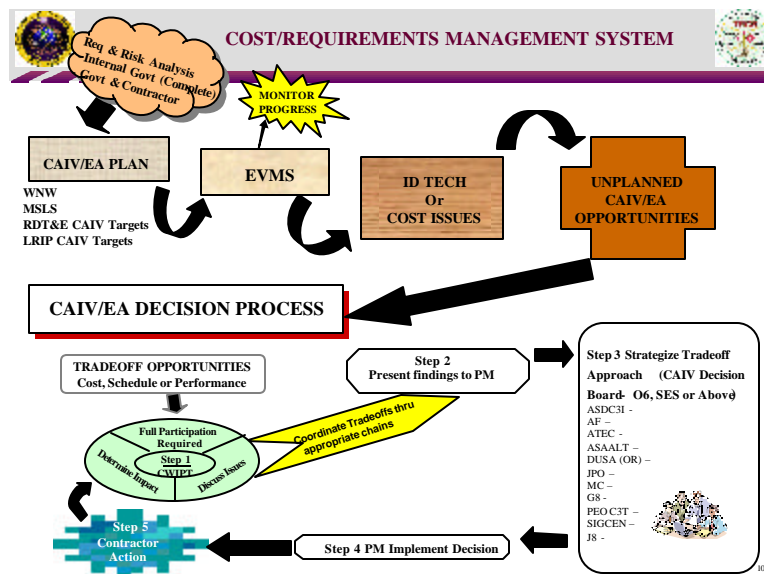 COST/REQUIREMENTS MANAGEMENT SYSTEM
Req & Risk Analysis
Internal Govt (Complete)
Govt & Contractor
MONITOR
PROGRESS
CAIV/EA PLAN
WNW
MSLS
RDT&E CAIV Targets
LRIP CAIV Targets
EVMS
ID TECH
Or
COST ISSUES
UNPLANNED
CAIV/EA
OPPORTUNITIES
CAIV/EA DECISION PROCESS
TRADEOFF OPPORTUNITIES
Cost, Schedule or Performance
Full Participation
Required
Step 1
CWIPT
Determine Impact
Discuss Issues
Coordinate Tradeoffs thru
appropriate chains
Step 2
Present findings to PM
Step 3 Strategize Tradeoff
Approach (CAIV Decision
Board- O6, SES or Above)
ASDC3I -
AF –
ATEC -
ASAALT –
DUSA (OR) –
JPO –
MC –
G8 -
PEO C3T –
SIGCEN –
J8 -
Step 4 PM Implement Decision
Step 5
Contractor
Action
10